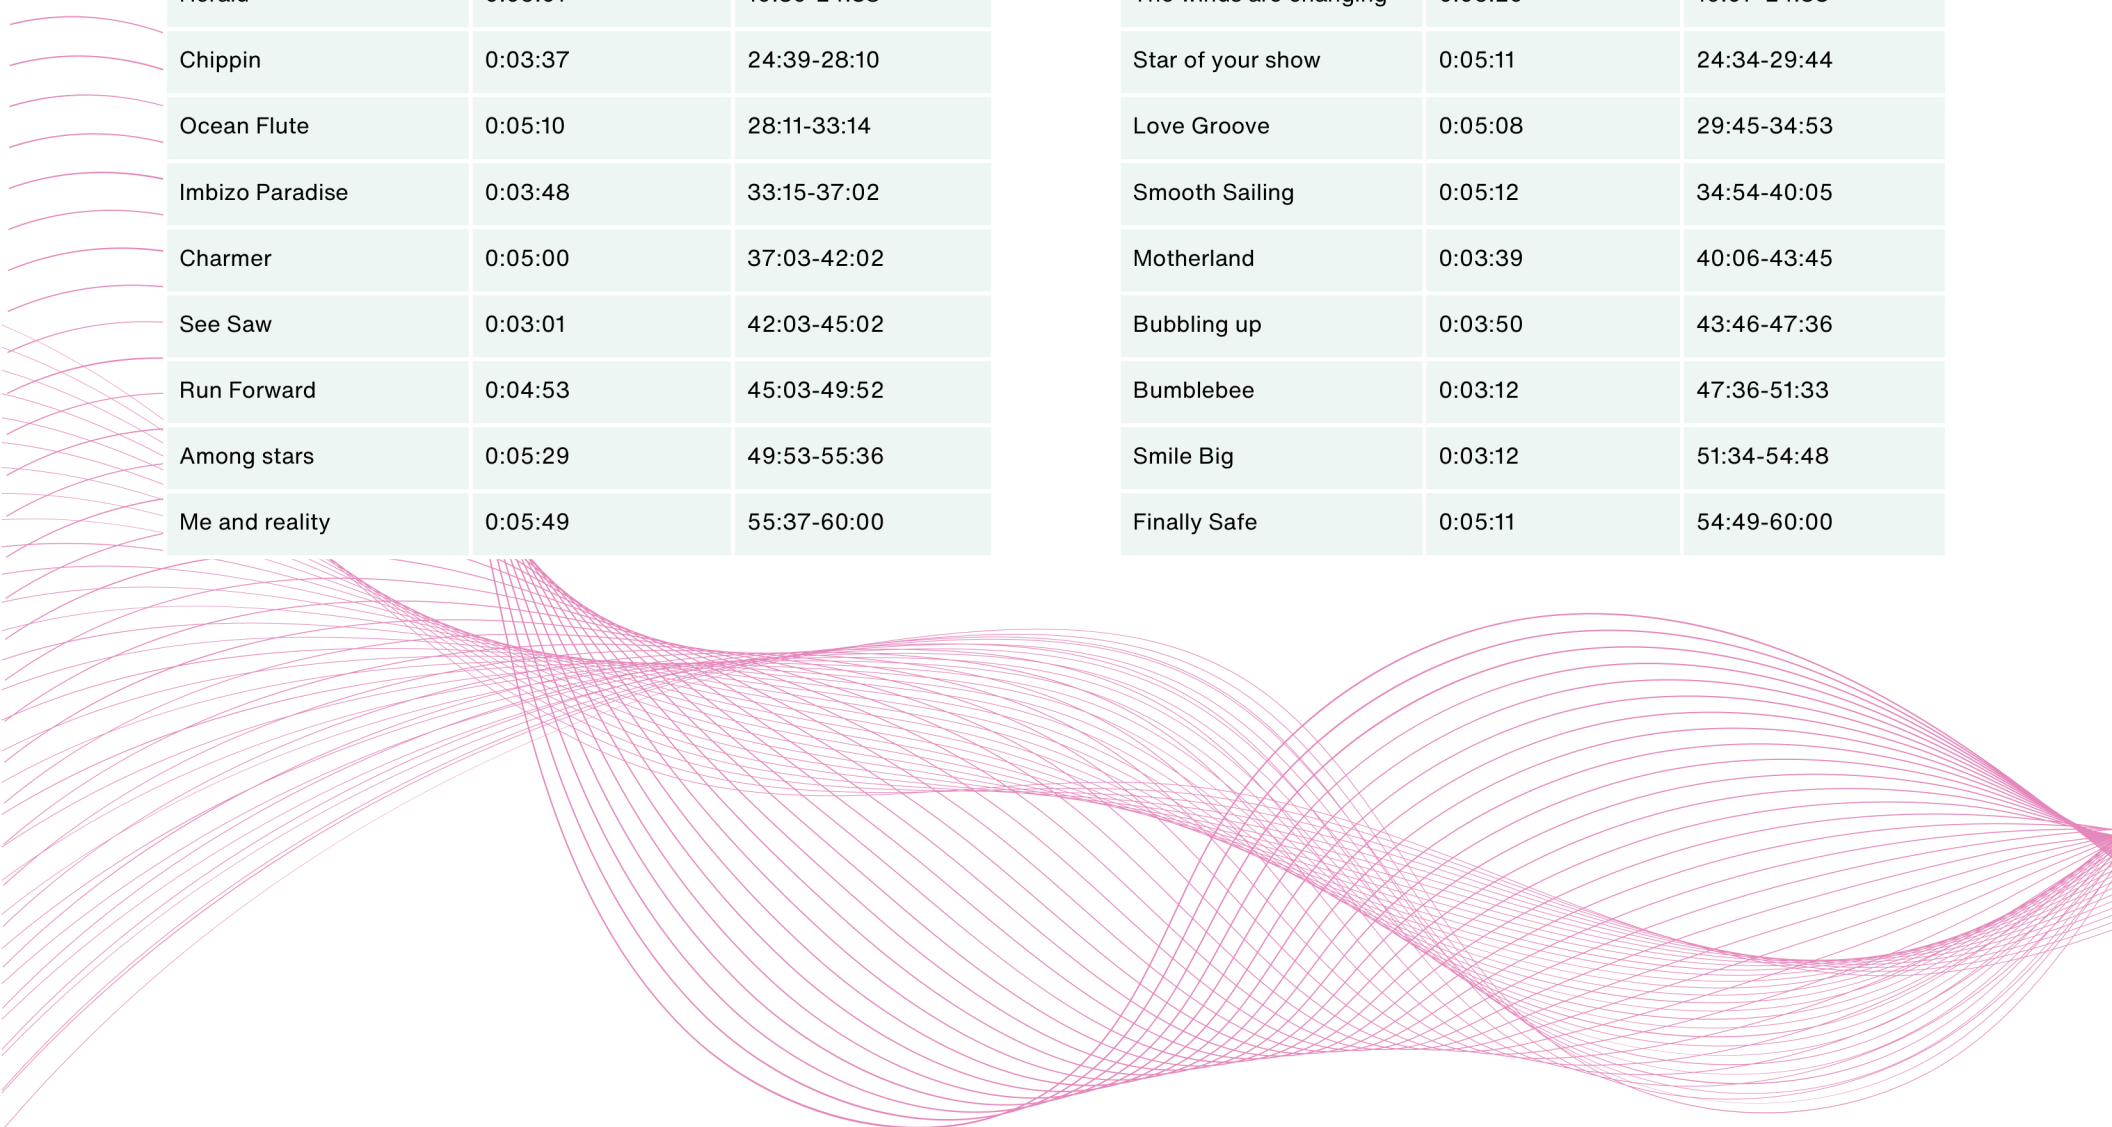 Chippin 0:03:37 24:39-28:10
Ocean Flute 0:05:10 28:11-33:14
Imbizo Paradise 0:03:48 33:15-37:02
Charmer 0:05:00 37:03-42:02
See Saw 0:03:01 42:03-45:02
Run Forward 0:04:53 45:03-49:52
Among stars 0:05:29 49:53-55:36
Me and reality 0:05:49 55:37-60:00
The winds are changing
Star of your show 0:05:11 24:34-29:44
Love Groove 0:05:08 29:45-34:53
Smooth Sailing 0:05:12 34:54-40:05
Motherland 0:03:39 40:06-43:45
Bubbling up 0:03:50 43:46-47:36
Bumblebee 0:03:12 47:36-51:33
Smile Big 0:03:12 51:34-54:48
Finally Safe 0:05:11 54:49-60:00